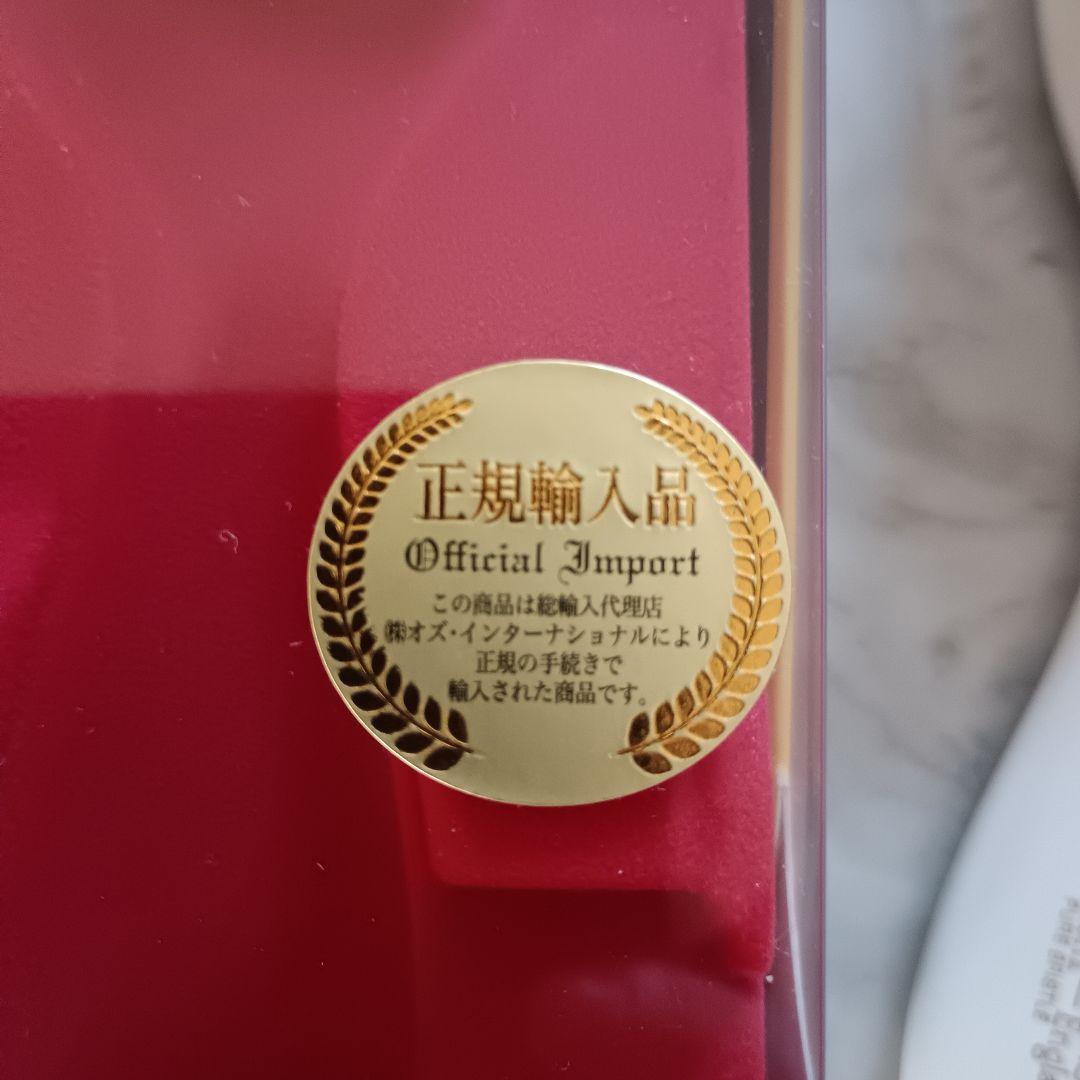 正規輸入品
Official Import
この商品は総輸入代理店
㈱オズ・インターナショナルにより
正規の手続きで
輸入された商品です。